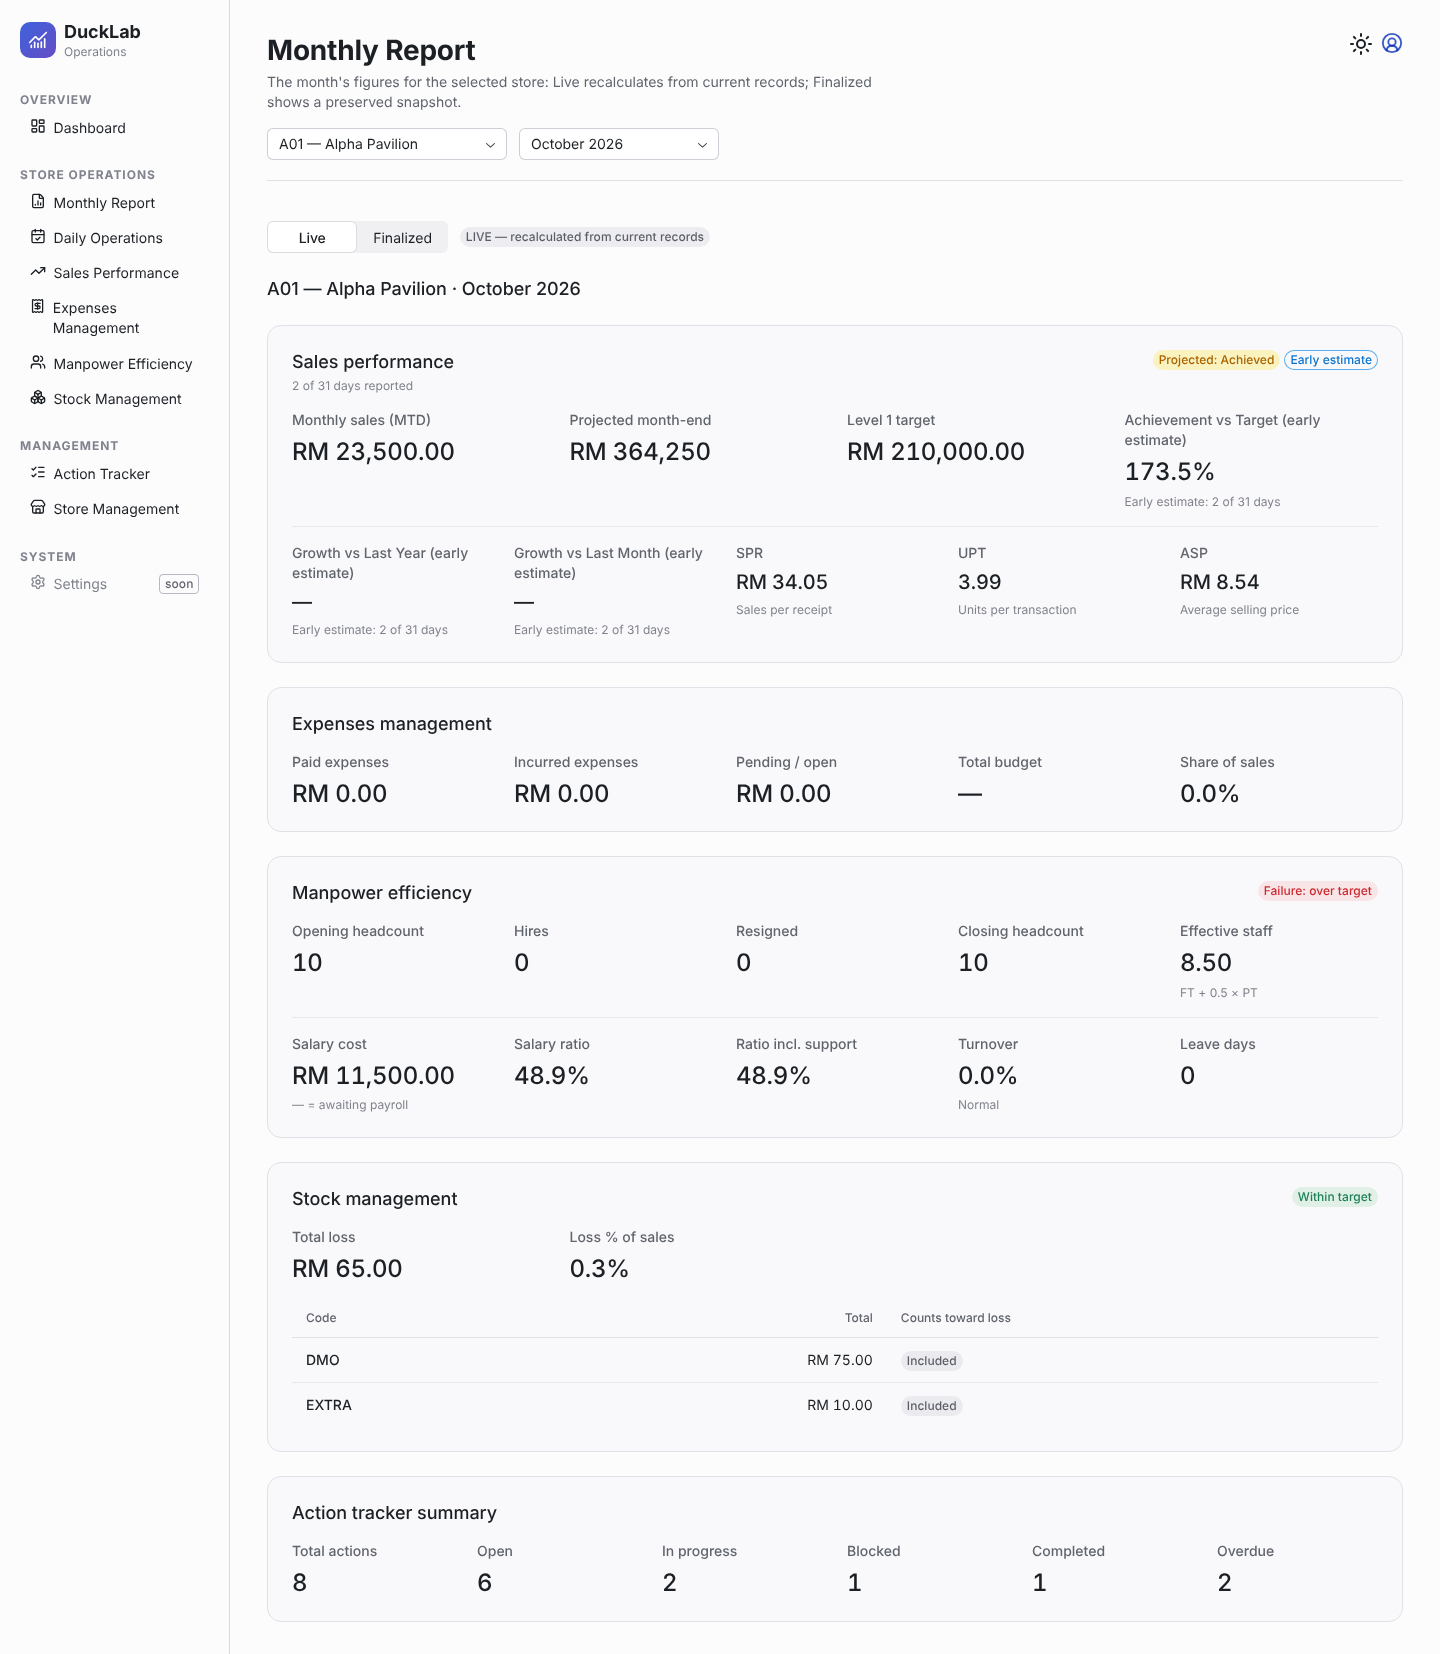 DuckLab
Operations
OVERVIEW
Dashboard
STORE OPERATIONS
Monthly Report
Daily Operations
Sales Performance
Expenses
Management
Manpower Efficiency
Stock Management
MANAGEMENT
Action Tracker
Store Management
SYSTEM
Settings soon
Monthly Report
The month's figures for the selected store: Live recalculates from current records; Finalized
shows a preserved snapshot.
A01 — Alpha Pavilion October 2026
Live Finalized LIVE — recalculated from current records
A01 — Alpha Pavilion · October 2026
Sales performance Projected: Achieved Early estimate
2 of 31 days reported
Monthly sales (MTD) Projected month-end Level 1 target Achievement vs Target (early
estimate)
RM 23,500.00 RM 364,250 RM 210,000.00
173.5%
Early estimate: 2 of 31 days
Growth vs Last Year (early Growth vs Last Month (early SPR UPT ASP
estimate) estimate)
RM 34.05 3.99 RM 8.54
— —
Sales per receipt Units per transaction Average selling price
Early estimate: 2 of 31 days Early estimate: 2 of 31 days
Expenses management
Paid expenses Incurred expenses Pending / open Total budget Share of sales
RM 0.00 RM 0.00 RM 0.00 — 0.0%
Manpower efficiency Failure: over target
Opening headcount Hires Resigned Closing headcount Effective staff
10 0 0 10 8.50
FT + 0.5 × PT
Salary cost Salary ratio Ratio incl. support Turnover Leave days
RM 11,500.00 48.9% 48.9% 0.0% 0
— = awaiting payroll Normal
Stock management Within target
Total loss Loss % of sales
RM 65.00 0.3%
Code Total Counts toward loss
DMO RM 75.00 Included
EXTRA RM 10.00 Included
Action tracker summary
Total actions Open In progress Blocked Completed Overdue
8 6 2 1 1 2